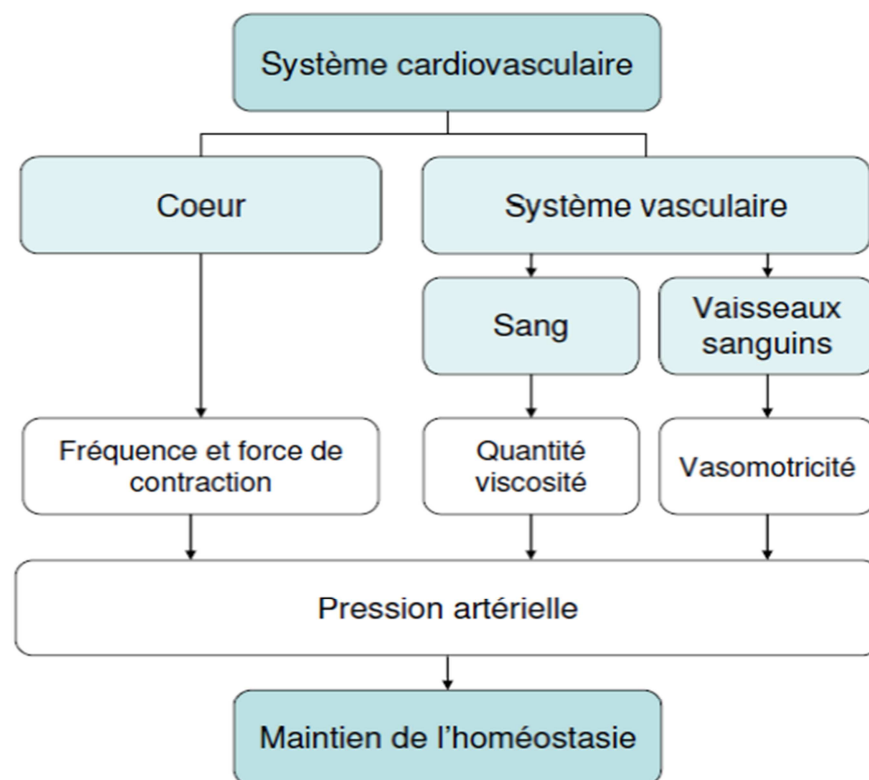 Système cardiovasculaire
Coeur
Système vasculaire
Sang
Vaisseaux
sanguins
Fréquence et force de
contraction
Quantité
viscosité
Vasomotricité
Pression artérielle
Maintien de l'homéostasie